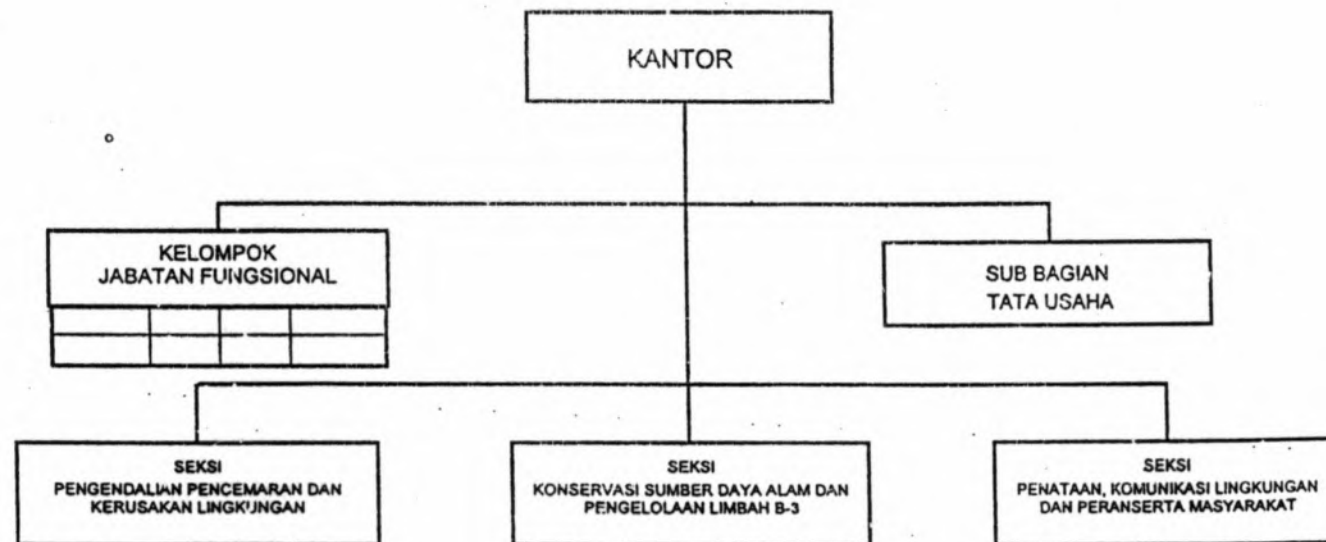 KANTOR
KELOMPOK
JABATAN FUNGSIONAL
SUB BAGIAN
TATA USAHA
SEKSI
PENGENDALIAN PENCEMARAN DAN
KERUSAKAN LINGKUNGAN
SEKSI
KONSERVASI SUMBER DAYA ALAM DAN
PENGELOLAAN LIMBAH B-3
SEKSI
PENATAAN, KOMUNIKASI LINGKUNGAN
DAN PERANSERTA MASYARAKAT